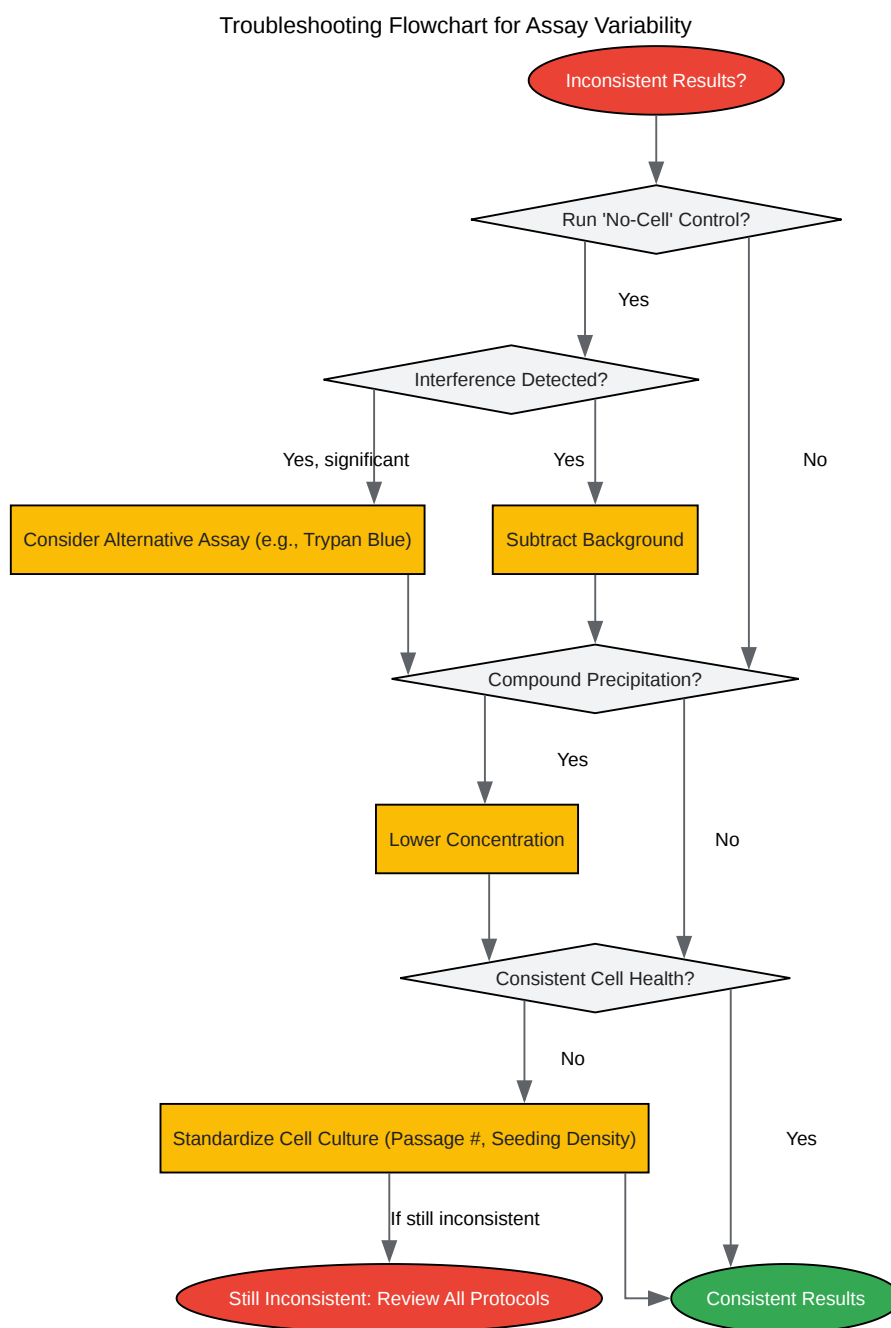 Troubleshooting Flowchart for Assay Variability
Inconsistent Results?
Run 'No-Cell' Control?
Yes
Interference Detected?
Yes, significant
Yes
No
Consider Alternative Assay (e.g., Trypan Blue)
Subtract Background
Compound Precipitation?
Yes
Lower Concentration
No
Consistent Cell Health?
No
Standardize Cell Culture (Passage #, Seeding Density)
Yes
If still inconsistent
Still Inconsistent: Review All Protocols
Consistent Results